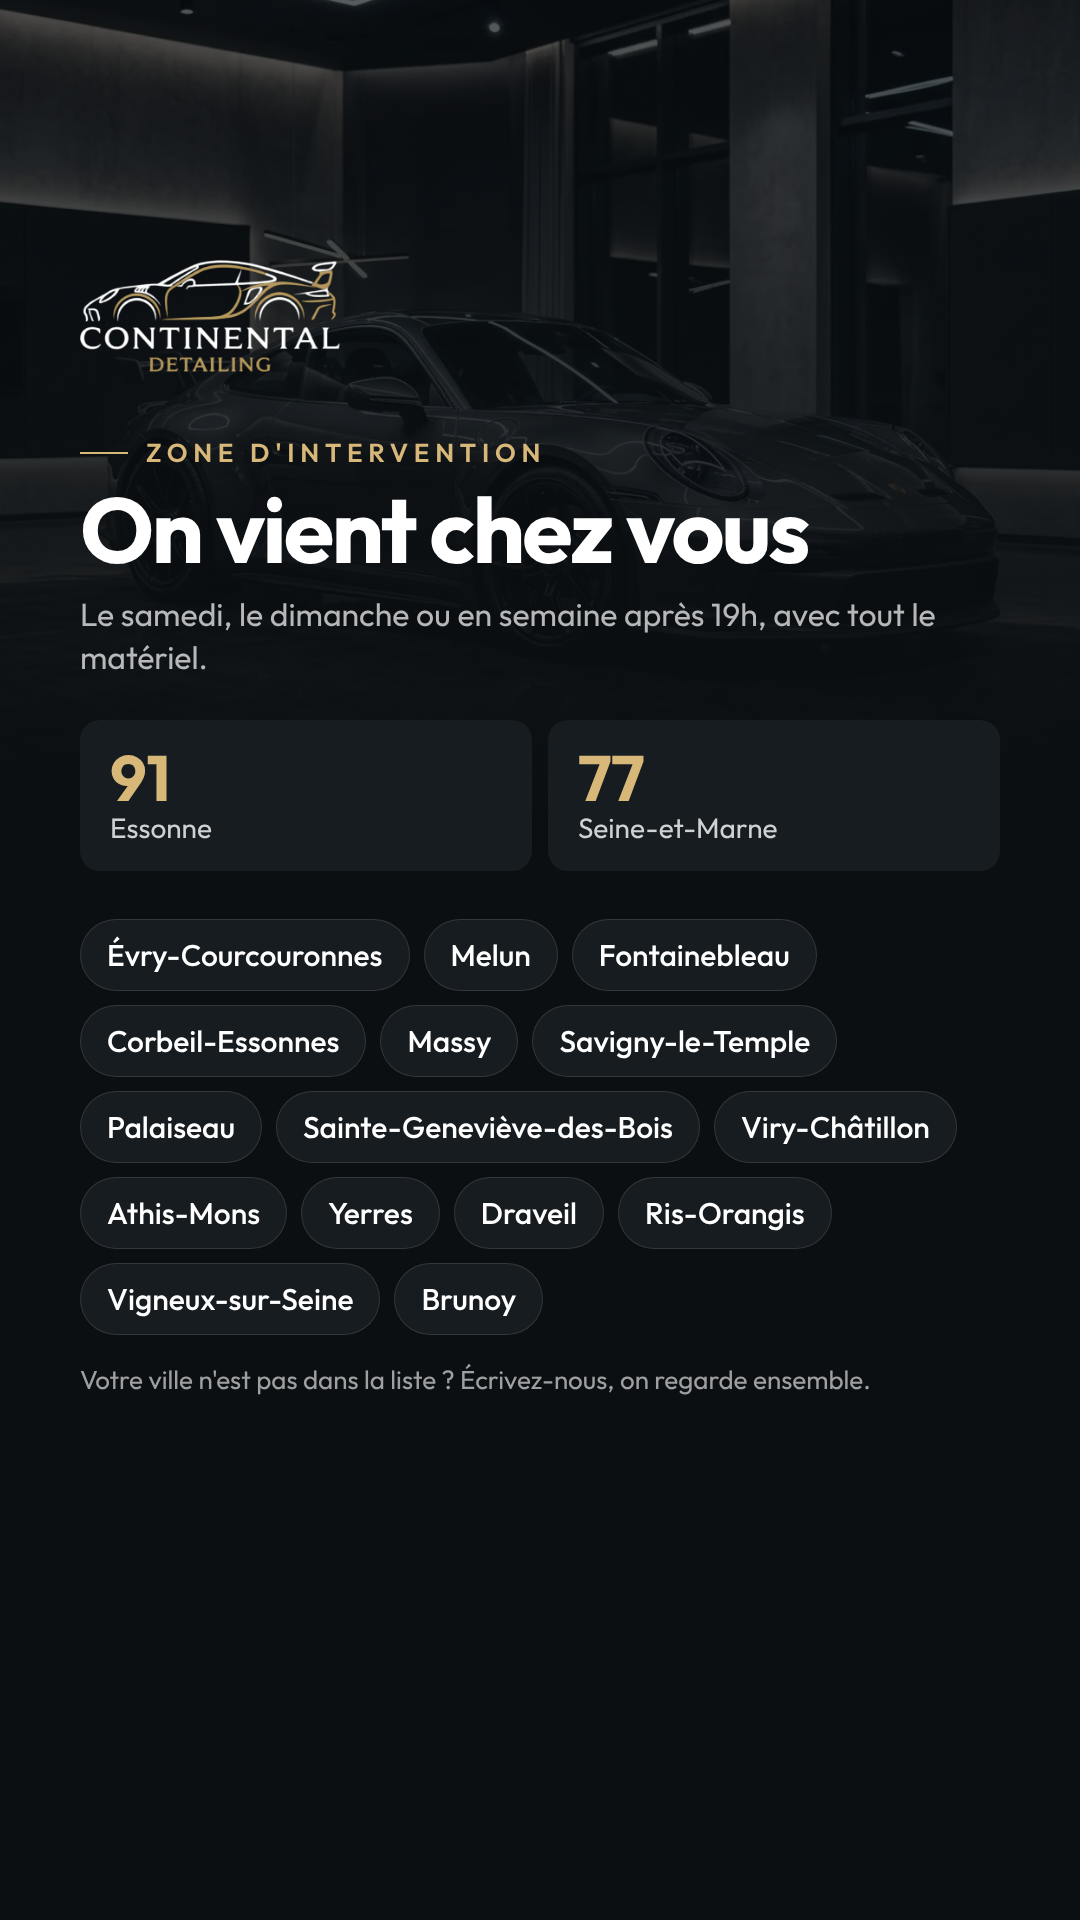 CONTINENTAL
DETAILING
ZONE D'INTERVENTION
On vient chez vous
Le samedi, le dimanche ou en semaine après 19h, avec tout le
matériel.
91
Essonne
77
Seine-et-Marne
Évry-Courcouronnes
Melun
Fontainebleau
Corbeil-Essonnes
Massy
Savigny-le-Temple
Palaiseau
Sainte-Geneviève-des-Bois
Viry-Châtillon
Athis-Mons
Yerres
Draveil
Ris-Orangis
Vigneux-sur-Seine
Brunoy
Votre ville n'est pas dans la liste ? Écrivez-nous, on regarde ensemble.